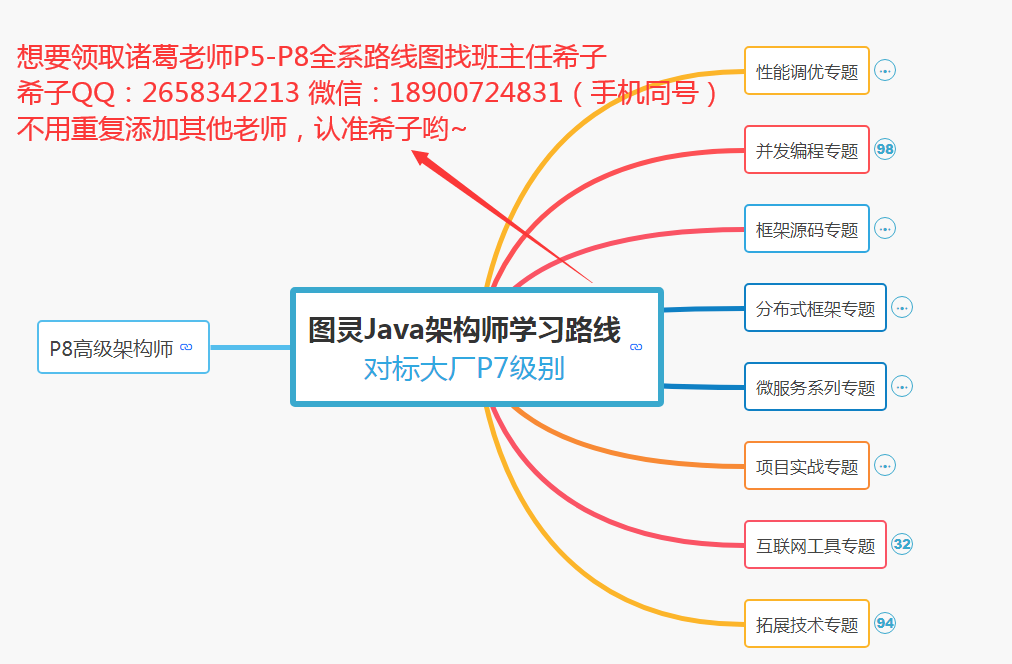 想要领取诸葛老师P5-P8全系路线图找班主任希子
希子QQ：2658342213 微信：18900724831（手机同号）
不用重复添加其他老师，认准希子哟~
性能调优专题
并发编程专题 98
框架源码专题
分布式框架专题
图灵Java架构师学习路线
对标大厂P7级别
P8高级架构师
微服务系列专题
项目实战专题
互联网工具专题 32
拓展技术专题 94